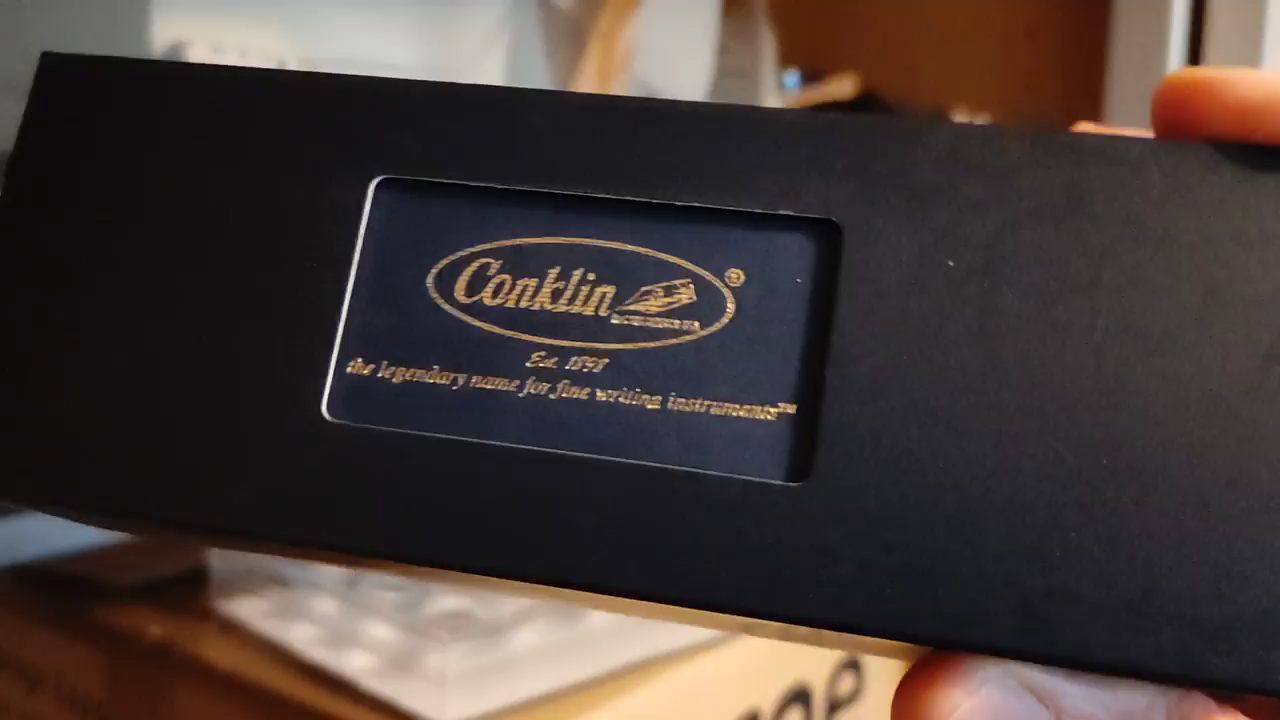 Conklin ®
Est. 1898
the legendary name for fine writing instruments™